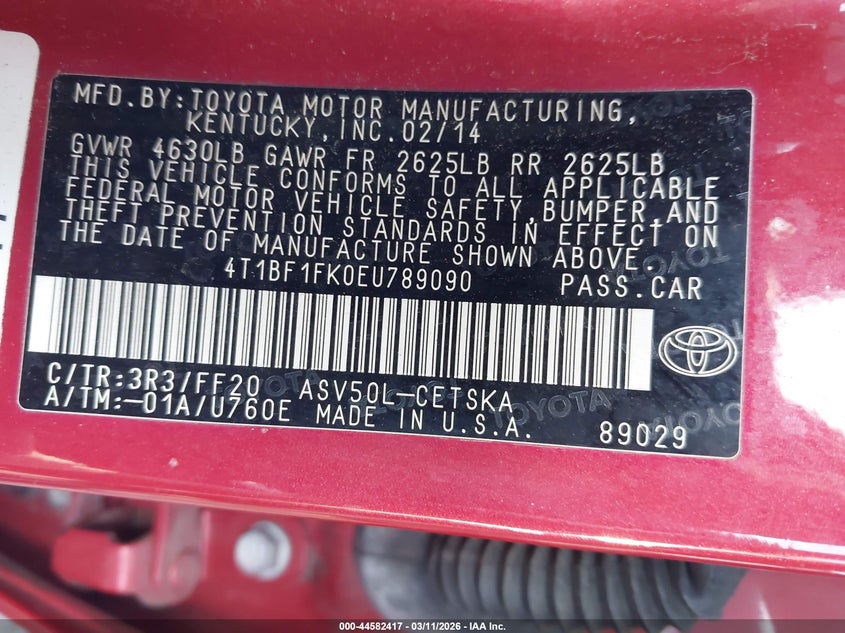 MFD.BY:TOYOTA MOTOR MANUFACTURING,
KENTUCKY,INC.02/14
GVWR 4630LB GAWR FR 2625LB RR 2625LB
THIS VEHICLE CONFORMS TO ALL APPLICABLE
FEDERAL MOTOR VEHICLE SAFETY,BUMPER,AND
THEFT PREVENTION STANDARDS IN EFFECT ON
THE DATE OF MANUFACTURE SHOWN ABOVE.
4T1BF1FK0EU789090 PASS.CAR
C/TR:3R3/FF20 ASV50L-CETSKA
A/TM:-01A/U760E MADE IN U.S.A. 89029
000-44582417 - 03/11/2026 - IAA Inc.